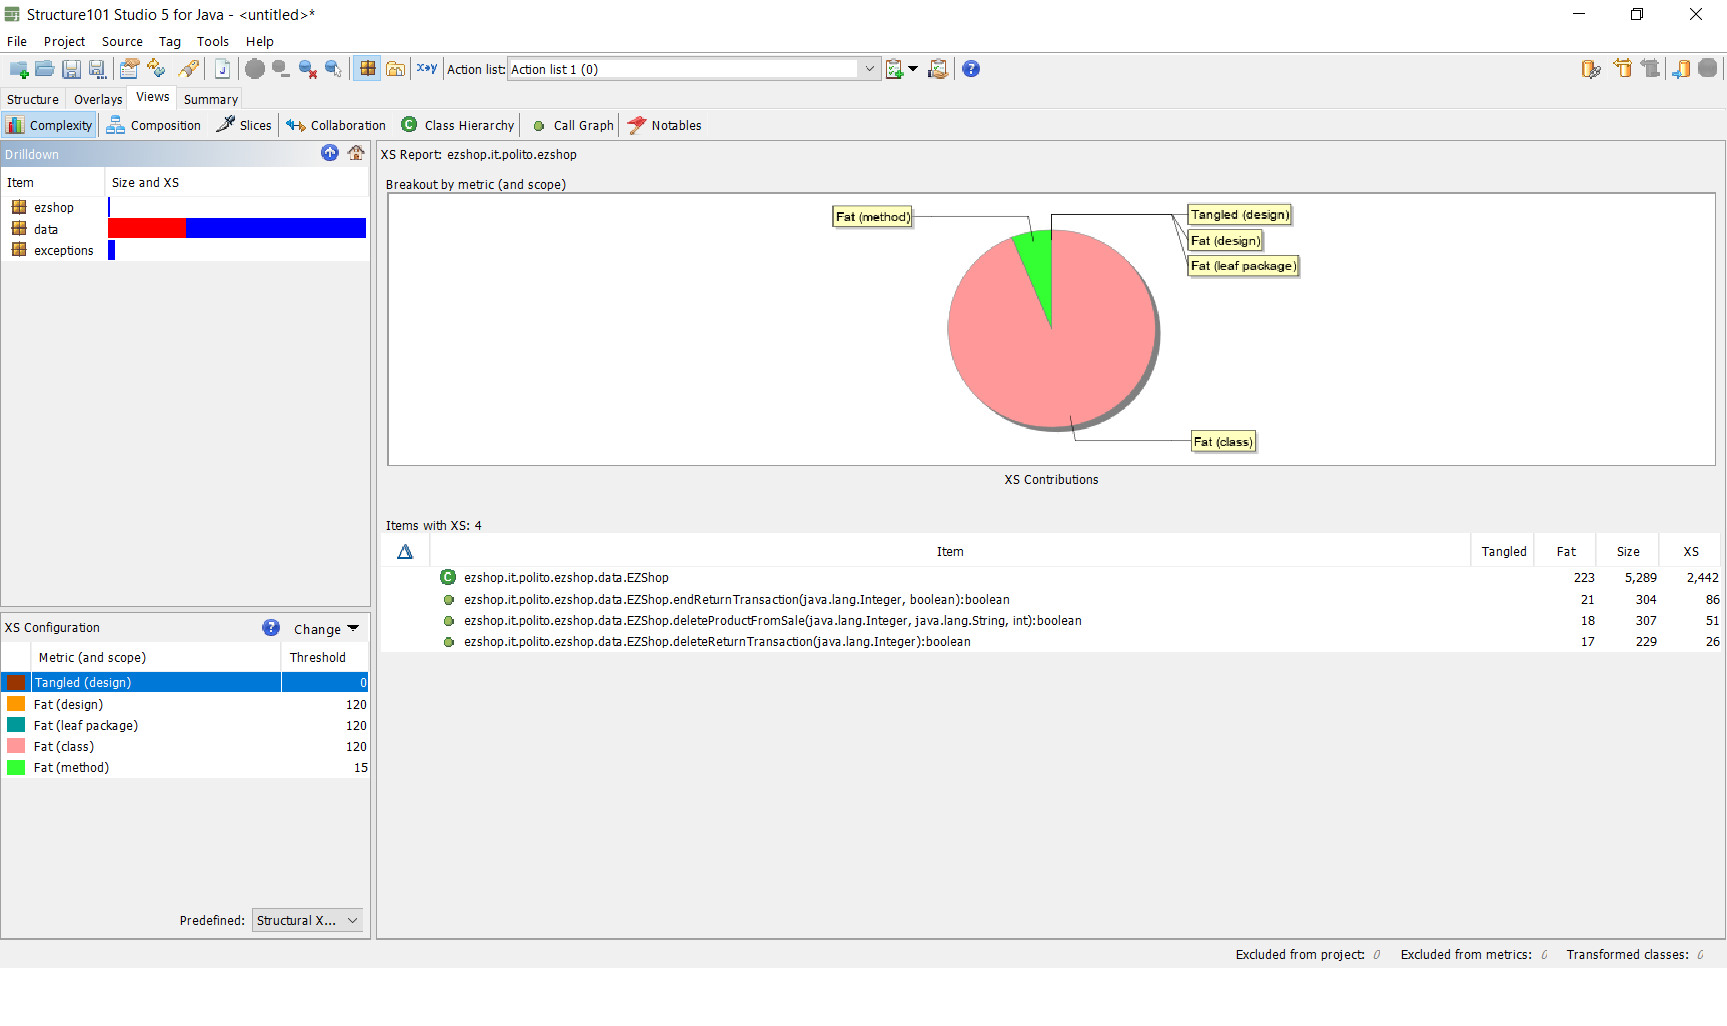 Structure101 Studio 5 for Java - <untitled>*
File Project Source Tag Tools Help
Action list: Action list 1 (0)
Structure Overlays Views Summary
Complexity Composition Slices Collaboration Class Hierarchy Call Graph Notables
Drilldown
Item Size and XS
ezshop
data
exceptions
XS Configuration Change
Metric (and scope) Threshold
Tangled (design) 0
Fat (design) 120
Fat (leaf package) 120
Fat (class) 120
Fat (method) 15
Predefined: Structural X...
XS Report: ezshop.it.polito.ezshop
Breakout by metric (and scope)
Fat (method)
Tangled (design)
Fat (design)
Fat (leaf package)
Fat (class)
XS Contributions
Items with XS: 4
Item Tangled Fat Size XS
ezshop.it.polito.ezshop.data.EZShop 223 5,289 2,442
ezshop.it.polito.ezshop.data.EZShop.endReturnTransaction(java.lang.Integer, boolean):boolean 21 304 86
ezshop.it.polito.ezshop.data.EZShop.deleteProductFromSale(java.lang.Integer, java.lang.String, int):boolean 18 307 51
ezshop.it.polito.ezshop.data.EZShop.deleteReturnTransaction(java.lang.Integer):boolean 17 229 26
Excluded from project: 0 Excluded from metrics: 0 Transformed classes: 0